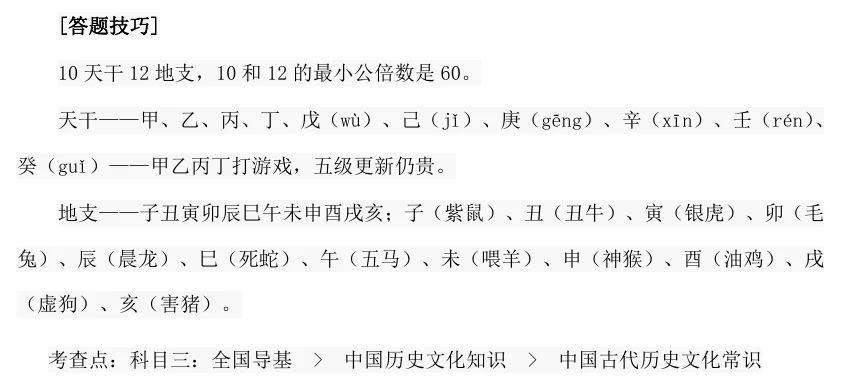 [答题技巧]
10 天干 12 地支，10 和 12 的最小公倍数是 60。
天干——甲、乙、丙、丁、戊（wù）、己（jǐ）、庚（gēng）、辛（xīn）、壬（rén）、
癸（guǐ）——甲乙丙丁打游戏，五级更新仍贵。
地支——子丑寅卯辰巳午未申酉戌亥；子（紫鼠）、丑（丑牛）、寅（银虎）、卯（毛
兔）、辰（晨龙）、巳（死蛇）、午（五马）、未（喂羊）、申（神猴）、酉（油鸡）、戌
（虚狗）、亥（害猪）。
考查点：科目三：全国导基 > 中国历史文化知识 > 中国古代历史文化常识